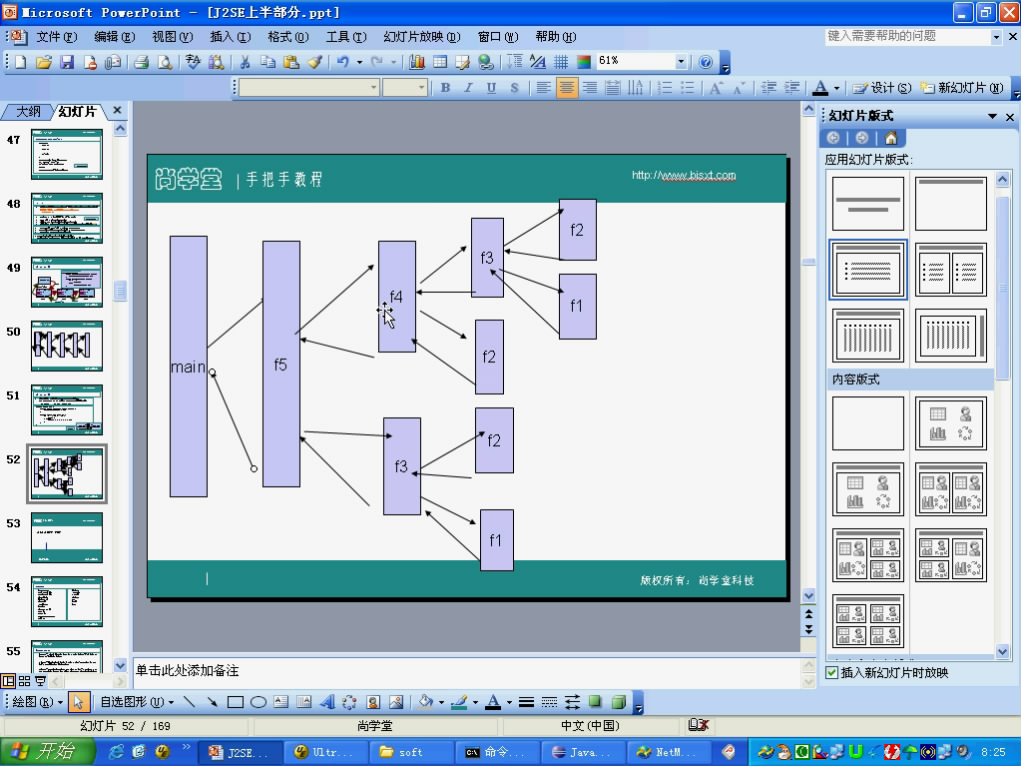 Microsoft PowerPoint - [J2SE上半部分.ppt]
文件(F) 编辑(E) 视图(V) 插入(I) 格式(O) 工具(T) 幻灯片放映(D) 窗口(W) 帮助(H)
键入需要帮助的问题
61%
B I U S
设计(S) 新幻灯片(N)
大纲 幻灯片
幻灯片版式
应用幻灯片版式:
47
48
49
50
51
52
53
54
55
尚学堂 | 手把手教程
http://www.bjsxt.com
f2
f3
f4
f1
main
f5
f2
f2
f3
f1
版权所有：尚学堂科技
内容版式
插入新幻灯片时放映
单击此处添加备注
绘图(R) 自选图形(U)
幻灯片 52 / 169
尚学堂
中文(中国)
开始
J2SE...
Ultr...
soft
命令...
Java...
NetM...
8:25